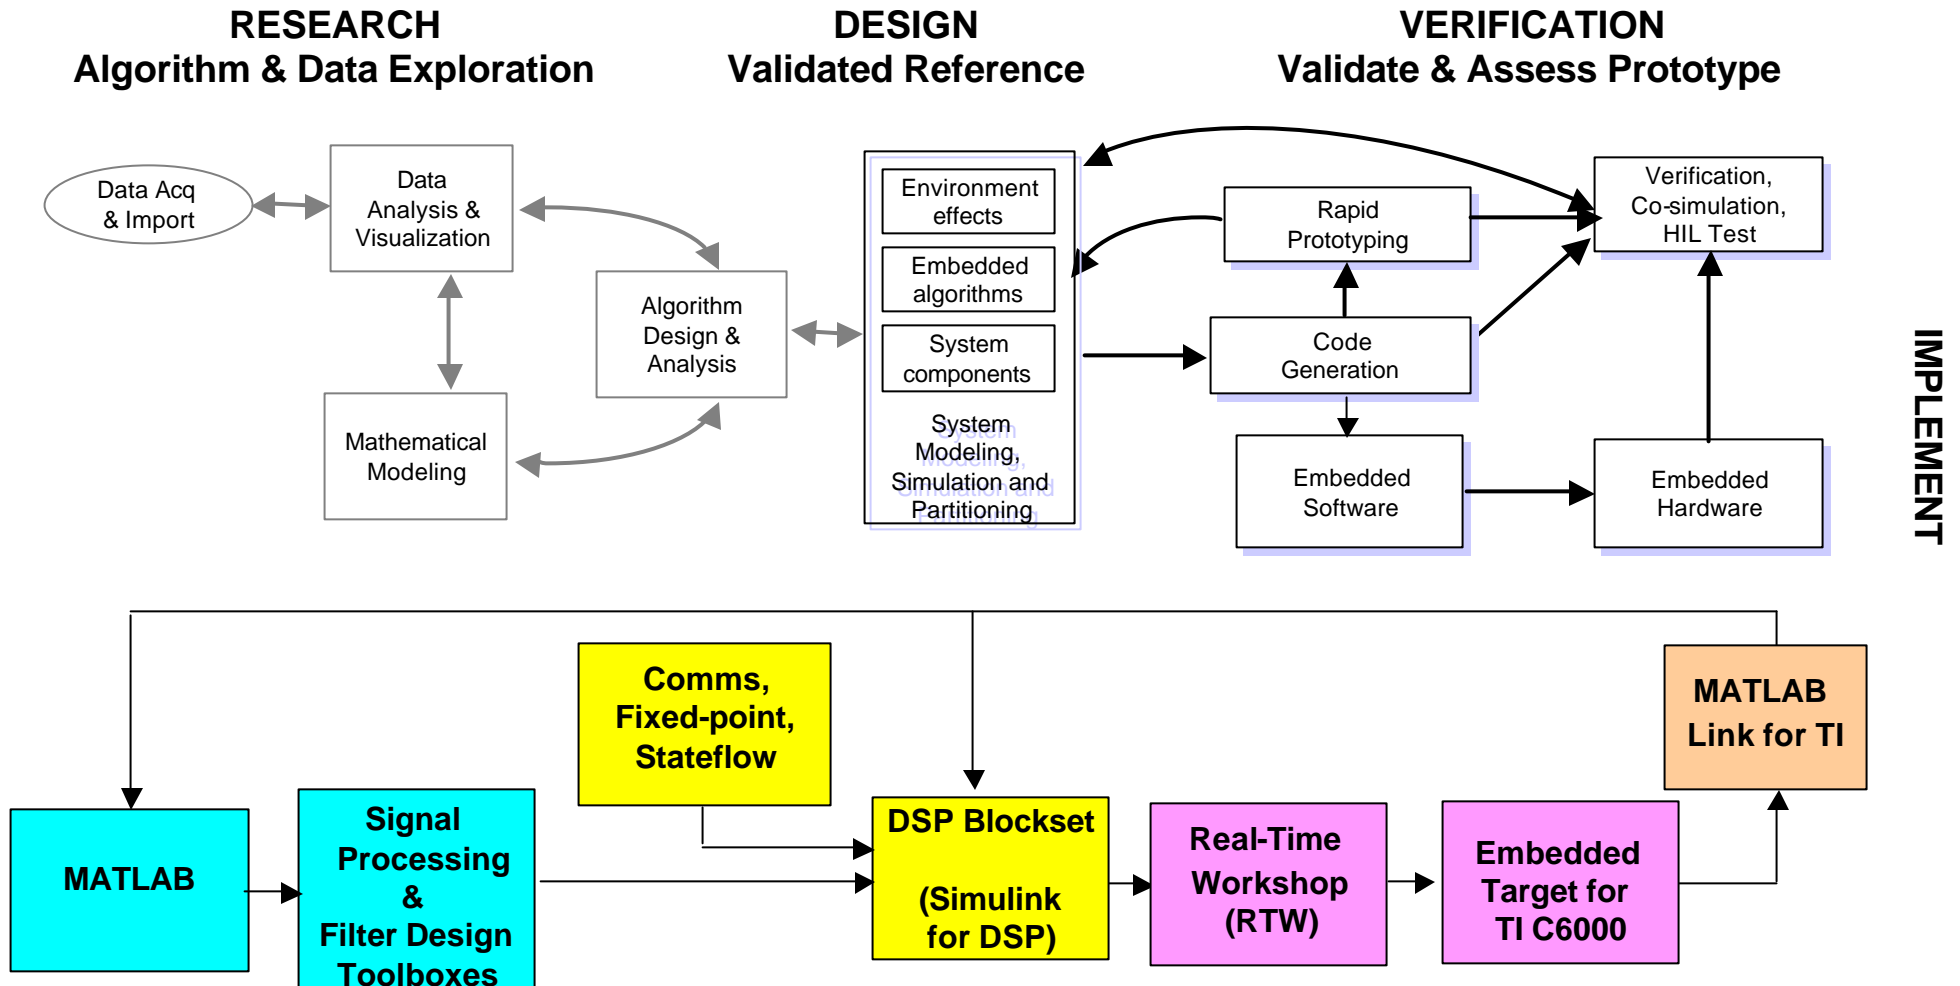 RESEARCH
Algorithm & Data Exploration
DESIGN
Validated Reference
VERIFICATION
Validate & Assess Prototype
Data Acq
& Import
Data
Analysis &
Visualization
Mathematical
Modeling
Algorithm
Design &
Analysis
Environment
effects
Embedded
algorithms
System
components
System
Modeling,
Simulation and
Partitioning
Rapid
Prototyping
Code
Generation
Embedded
Software
Verification,
Co-simulation,
HIL Test
Embedded
Hardware
IMPLEMENT
MATLAB
Signal
Processing
&
Filter Design
Toolboxes
Comms,
Fixed-point,
Stateflow
DSP Blockset
(Simulink
for DSP)
Real-Time
Workshop
(RTW)
Embedded
Target for
TI C6000
MATLAB
Link for TI